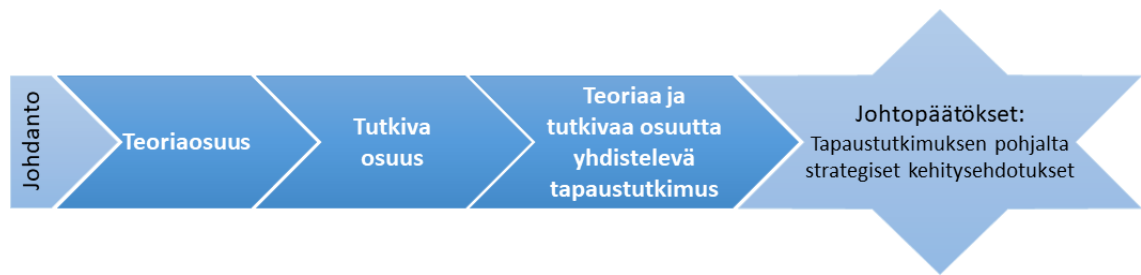 Johdanto
Teoriaosuus
Tutkiva
osuus
Teoriaa ja
tutkivaa osuutta
yhdistelevä
tapaustutkimus
Johtopäätökset:
Tapaustutkimuksen pohjalta
strategiset kehitysehdotukset